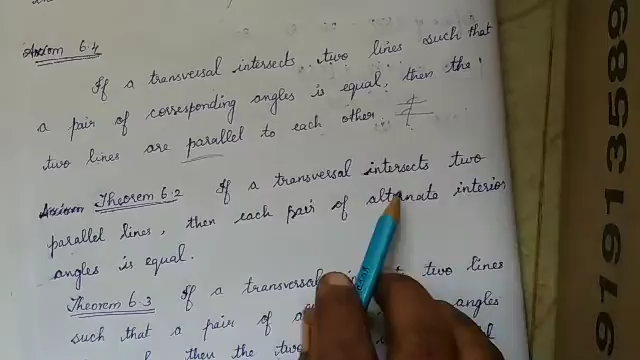 Axiom 6.4
If a transversal intersects two lines such that
a pair of corresponding angles is equal, then the
two lines are parallel to each other.
Theorem 6.2 If a transversal intersects two
parallel lines, then each pair of alternate interior
angles is equal.
Theorem 6.3 If a transversal two lines
such that a pair of angles
then the two
91913589